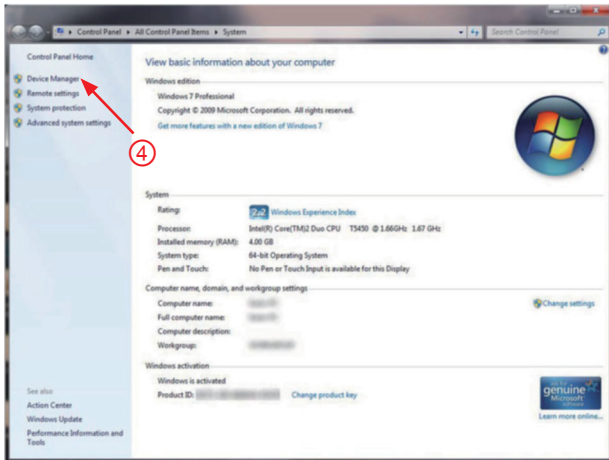 Control Panel ▸ All Control Panel Items ▸ System
Search Control Panel
Control Panel Home
Device Manager
Remote settings
System protection
Advanced system settings
④
View basic information about your computer
Windows edition
Windows 7 Professional
Copyright © 2009 Microsoft Corporation. All rights reserved.
Get more features with a new edition of Windows 7
System
Rating:
2.2 Windows Experience Index
Processor: Intel(R) Core(TM)2 Duo CPU T5450 @ 1.66GHz 1.67 GHz
Installed memory (RAM): 4.00 GB
System type: 64-bit Operating System
Pen and Touch: No Pen or Touch Input is available for this Display
Computer name, domain, and workgroup settings
Computer name:
Change settings
Full computer name:
Computer description:
Workgroup:
Windows activation
Windows is activated
Product ID:
Change product key
ask for
genuine
Microsoft
software
Learn more online...
See also
Action Center
Windows Update
Performance Information and
Tools